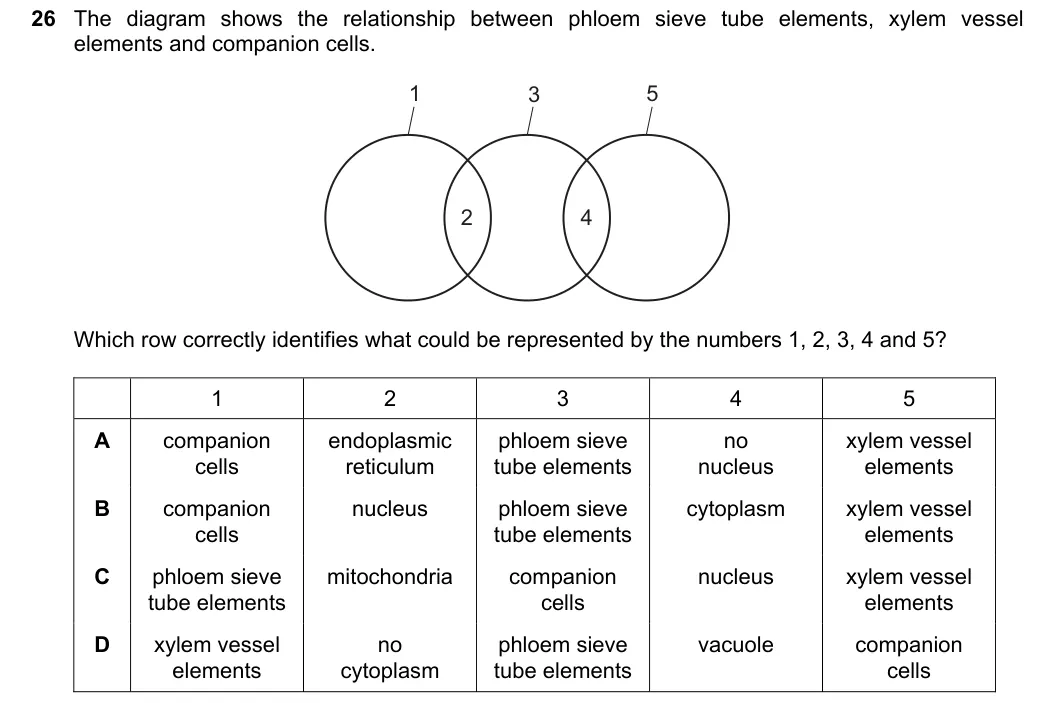 26 The diagram shows the relationship between phloem sieve tube elements, xylem vessel
elements and companion cells.
1 3 5
2 4
Which row correctly identifies what could be represented by the numbers 1, 2, 3, 4 and 5?
1 2 3 4 5
A companion endoplasmic phloem sieve no xylem vessel
cells reticulum tube elements nucleus elements
B companion nucleus phloem sieve cytoplasm xylem vessel
cells tube elements elements
C phloem sieve mitochondria companion nucleus xylem vessel
tube elements cells elements
D xylem vessel no phloem sieve vacuole companion
elements cytoplasm tube elements cells